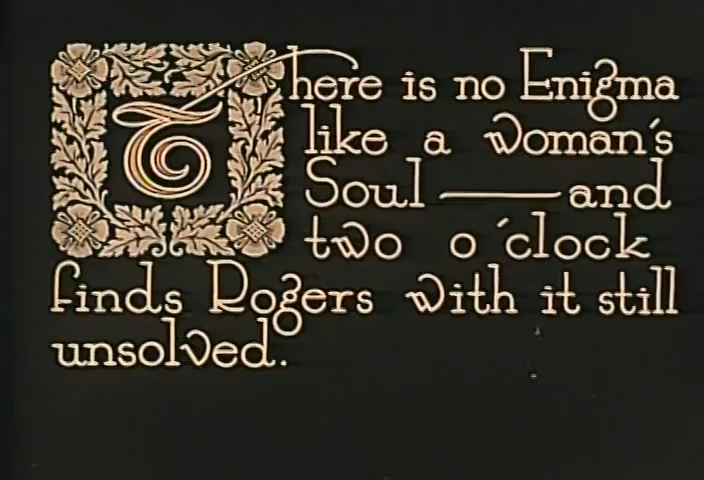 There is no Enigma
like a woman's
Soul — and
two o'clock
finds Rogers with it still
unsolved.